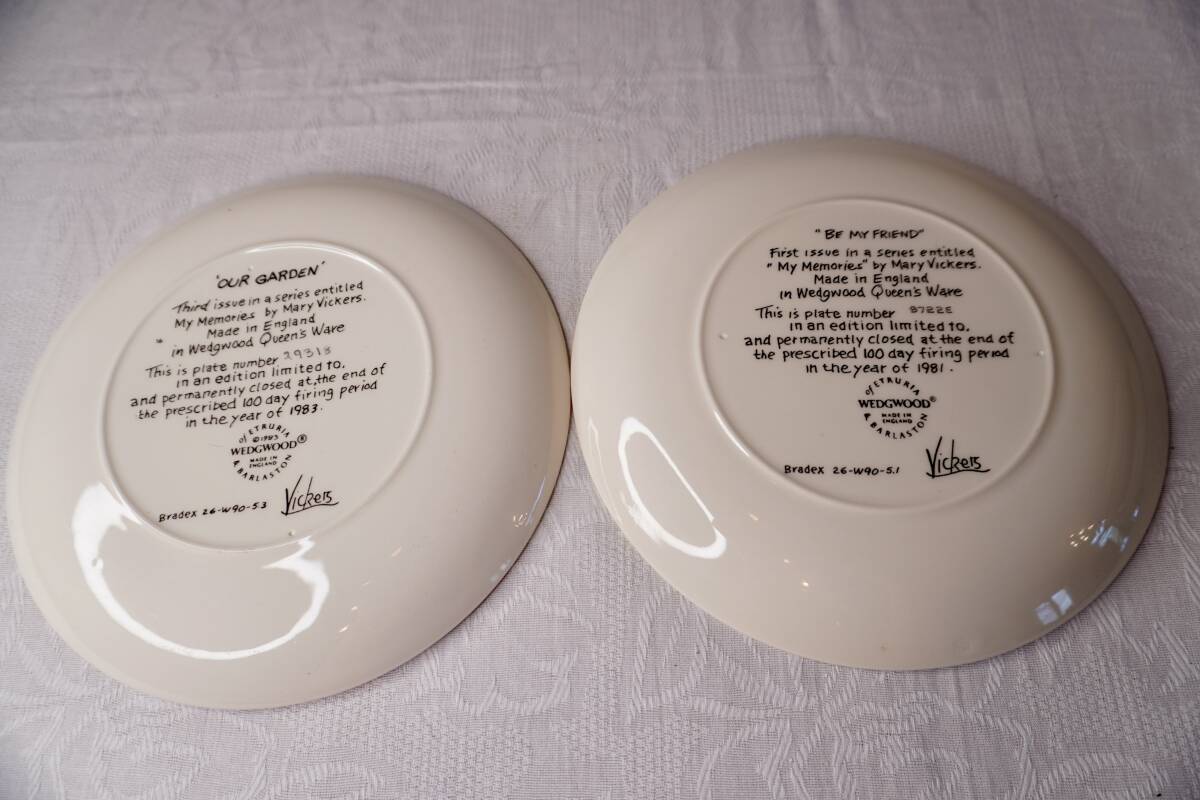 'OUR GARDEN'
Third issue in a series entitled
My Memories by Mary Vickers.
Made in England
" in Wedgwood Queen's Ware
This is plate number 29313
in an edition limited to,
and permanently closed at, the end of
the prescribed 100 day firing period
in the year of 1983.
of ETRURIA
©1983
WEDGWOOD®
MADE IN
ENGLAND
& BARLASTON
Bradex 26-W90-5.3
Vickers
"BE MY FRIEND"
First issue in a series entitled
"My Memories" by Mary Vickers.
Made in England
in Wedgwood Queen's Ware
This is plate number
in an edition limited to,
and permanently closed at the end of
the prescribed 100 day firing period
in the year of 1981.
of ETRURIA
WEDGWOOD®
MADE IN
ENGLAND
& BARLASTON
Bradex 26-W90-5.1
Vickers